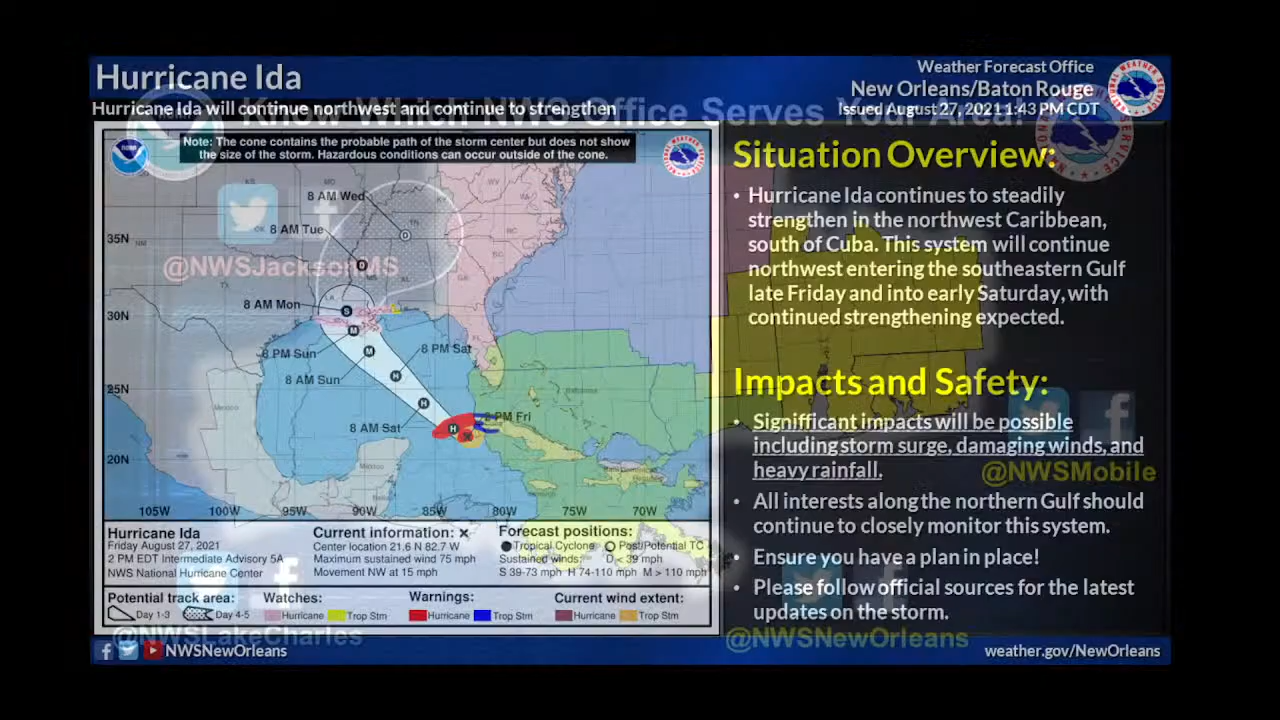 Hurricane Ida
Hurricane Ida will continue northwest and continue to strengthen
Weather Forecast Office
New Orleans/Baton Rouge
Issued August 27, 2021 1:43 PM CDT
Know Which NWS Office Serves Your Area!
Note: The cone contains the probable path of the storm center but does not show
the size of the storm. Hazardous conditions can occur outside of the cone.
8 AM Wed
8 AM Tue
35N
@NWSJacksonMS
8 AM Mon
30N
8 PM Sun
8 PM Sat
8 AM Sun
25N
2 PM Fri
8 AM Sat
20N
Mexico
Mexico
105W 100W 95W 90W 85W 80W 75W 70W
Hurricane Ida
Friday August 27, 2021
2 PM EDT Intermediate Advisory 5A
NWS National Hurricane Center
Current information: x
Center location 21.6 N 82.7 W
Maximum sustained wind 75 mph
Movement NW at 15 mph
Forecast positions:
Tropical Cyclone Post/Potential TC
Sustained winds: D < 39 mph
S 39-73 mph H 74-110 mph M > 110 mph
Potential track area:
Day 1-3 Day 4-5
Watches:
Hurricane Trop Stm
Warnings:
Hurricane Trop Stm
Current wind extent:
Hurricane Trop Stm
@NWSLakeCharles
Situation Overview:
• Hurricane Ida continues to steadily
strengthen in the northwest Caribbean,
south of Cuba. This system will continue
northwest entering the southeastern Gulf
late Friday and into early Saturday, with
continued strengthening expected.
Impacts and Safety:
• Significant impacts will be possible
including storm surge, damaging winds, and
heavy rainfall.
@NWSMobile
• All interests along the northern Gulf should
continue to closely monitor this system.
• Ensure you have a plan in place!
• Please follow official sources for the latest
updates on the storm.
@NWSNewOrleans
NWSNewOrleans
weather.gov/NewOrleans